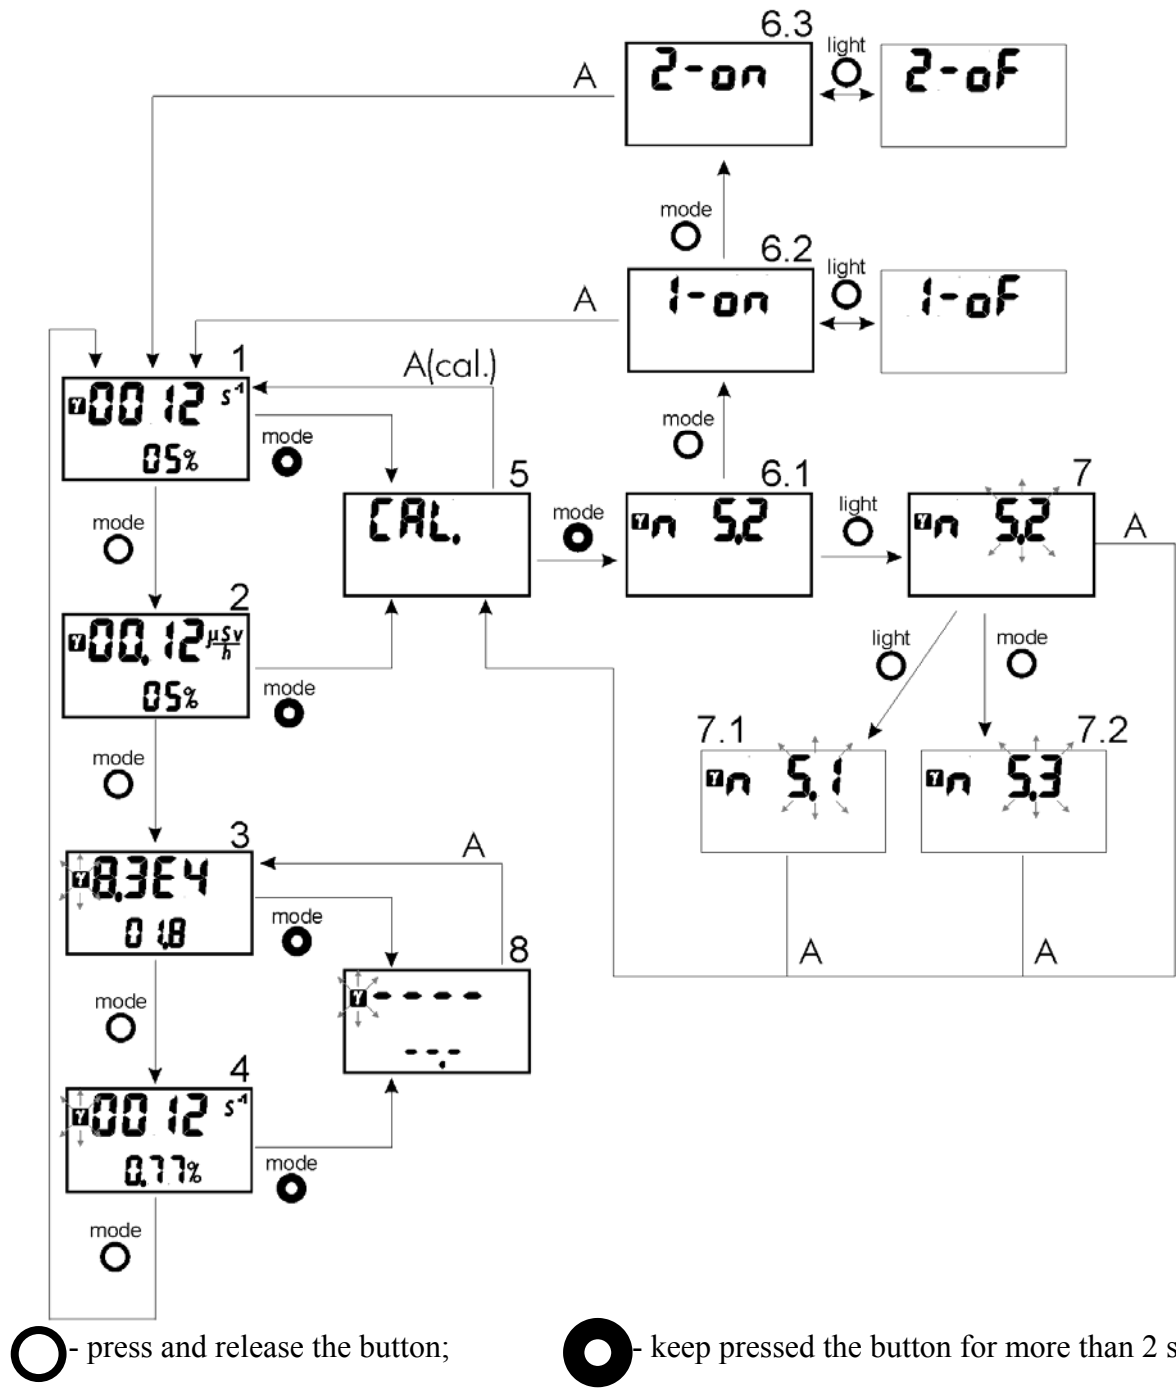 6.3
2-on
light
2-oF
A
mode
6.2
1-on
light
1-oF
A
1
γ 0012 s⁻¹
05%
mode
A(cal.)
mode
5
CAL.
mode
6.1
γ n 5.2
mode
light
7
γ n 5.2
A
2
γ 00.12 μSv/h
05%
mode
mode
light
mode
7.1
γ n 5.1
7.2
γ n 5.3
A
A
3
γ 8.3E4
01.8
mode
A
8
γ ----
--.-
mode
4
γ 0012 s⁻¹
0.77%
mode
mode
- press and release the button;
- keep pressed the button for more than 2 s